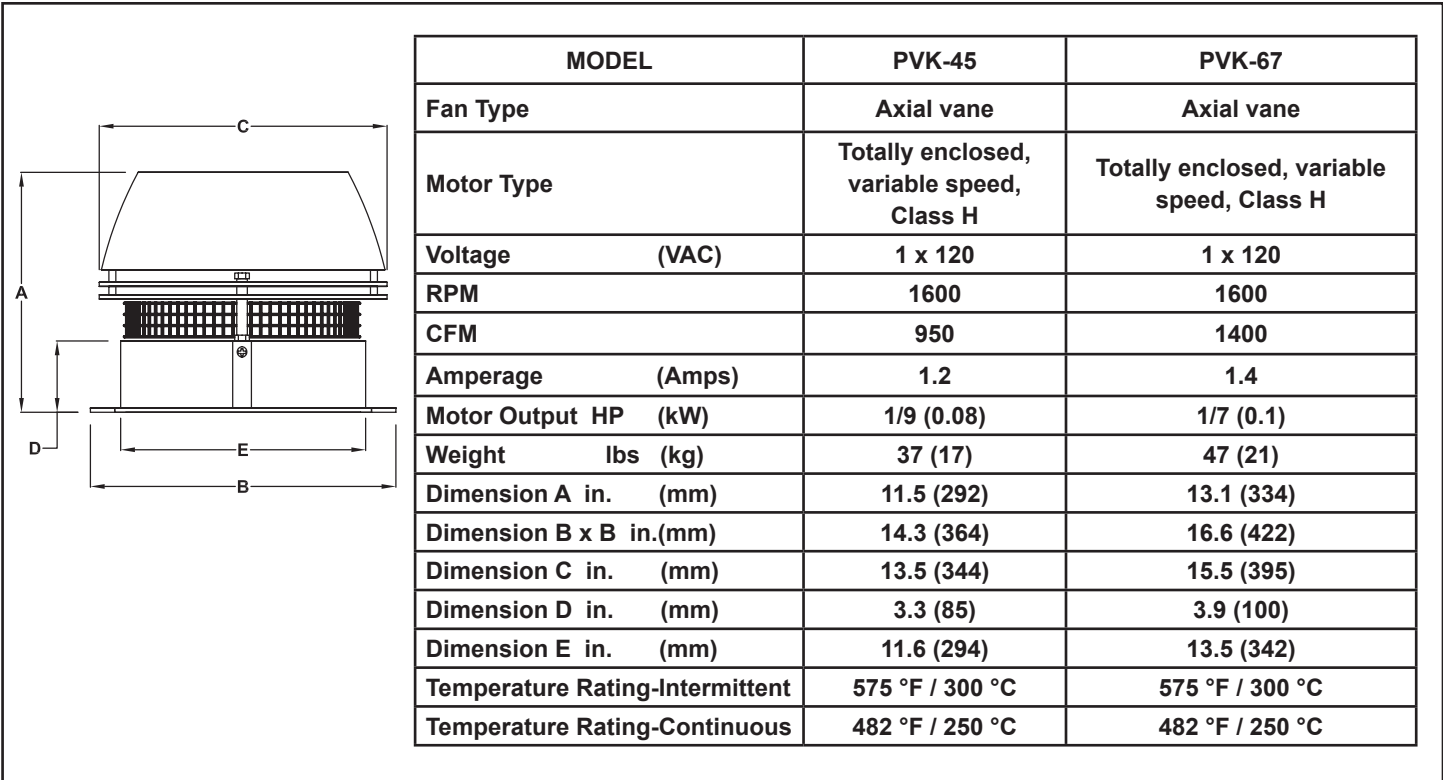 MODEL PVK-45 PVK-67
Fan Type Axial vane Axial vane
Motor Type Totally enclosed, variable speed, Class H Totally enclosed, variable speed, Class H
Voltage (VAC) 1 x 120 1 x 120
RPM 1600 1600
CFM 950 1400
Amperage (Amps) 1.2 1.4
Motor Output HP (kW) 1/9 (0.08) 1/7 (0.1)
Weight lbs (kg) 37 (17) 47 (21)
Dimension A in. (mm) 11.5 (292) 13.1 (334)
Dimension B x B in.(mm) 14.3 (364) 16.6 (422)
Dimension C in. (mm) 13.5 (344) 15.5 (395)
Dimension D in. (mm) 3.3 (85) 3.9 (100)
Dimension E in. (mm) 11.6 (294) 13.5 (342)
Temperature Rating-Intermittent 575 °F / 300 °C 575 °F / 300 °C
Temperature Rating-Continuous 482 °F / 250 °C 482 °F / 250 °C
C
A
D
E
B